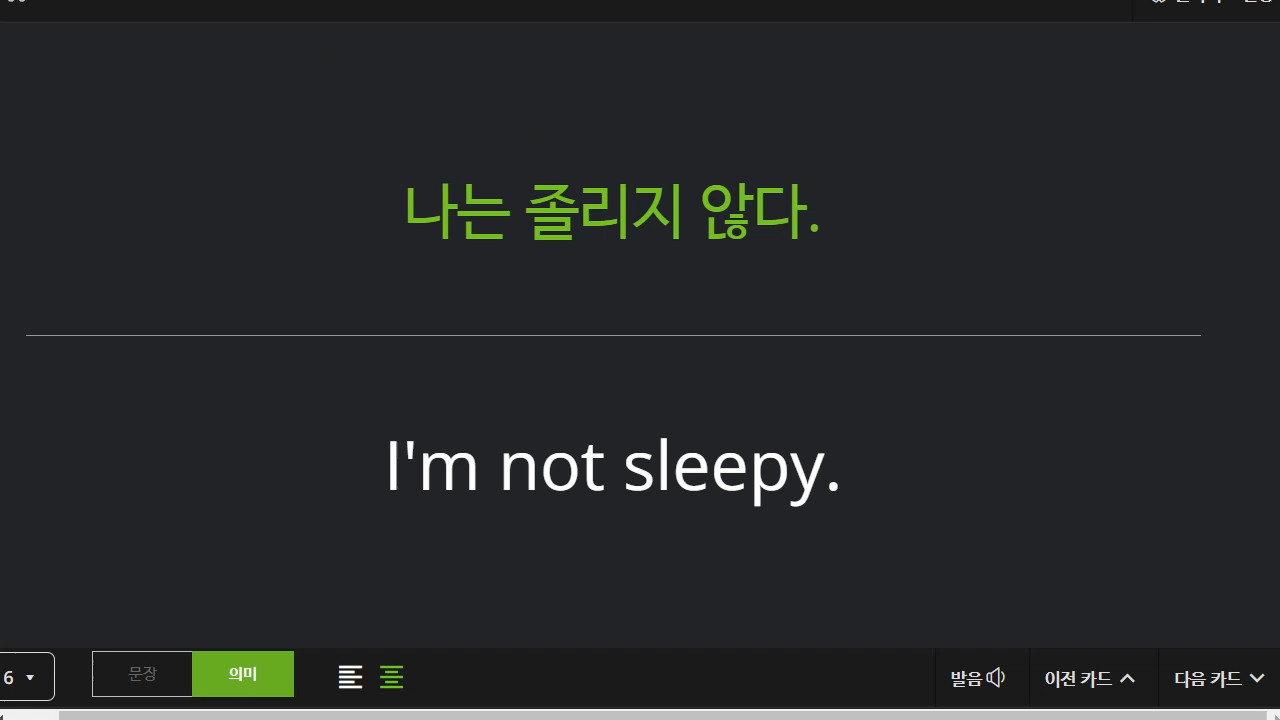 나는 졸리지 않다.
I'm not sleepy.
6 문장 의미 발음 이전 카드 다음 카드